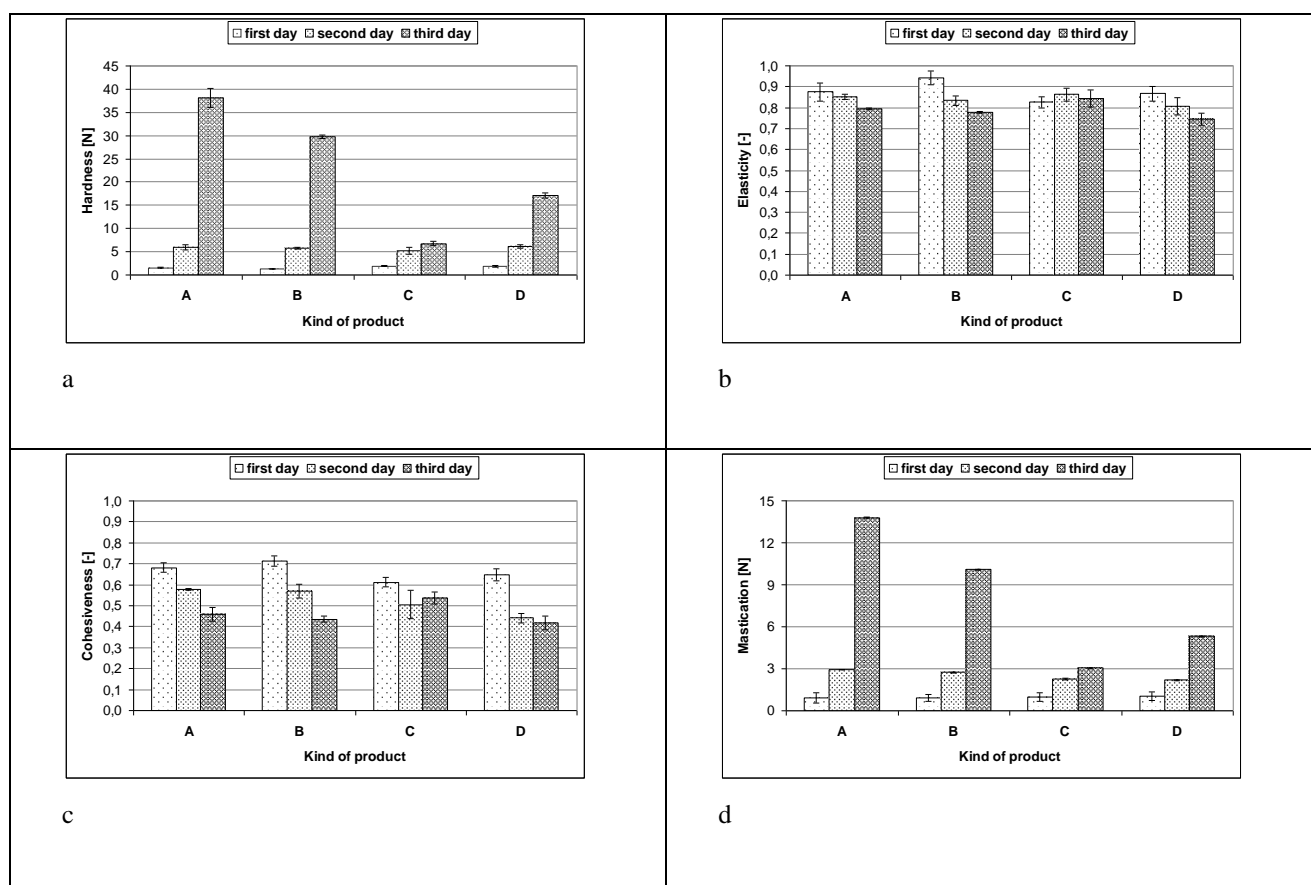 first day second day third day
45
40
35
30
25
20
15
10
5
0
Hardness [N]
A B C D
Kind of product
a
first day second day third day
1,0
0,9
0,8
0,7
0,6
0,5
0,4
0,3
0,2
0,1
0,0
Elasticity [-]
A B C D
Kind of product
b
first day second day third day
1,0
0,9
0,8
0,7
0,6
0,5
0,4
0,3
0,2
0,1
0,0
Cohesiveness [-]
A B C D
Kind of product
c
first day second day third day
15
12
9
6
3
0
Mastication [N]
A B C D
Kind of product
d